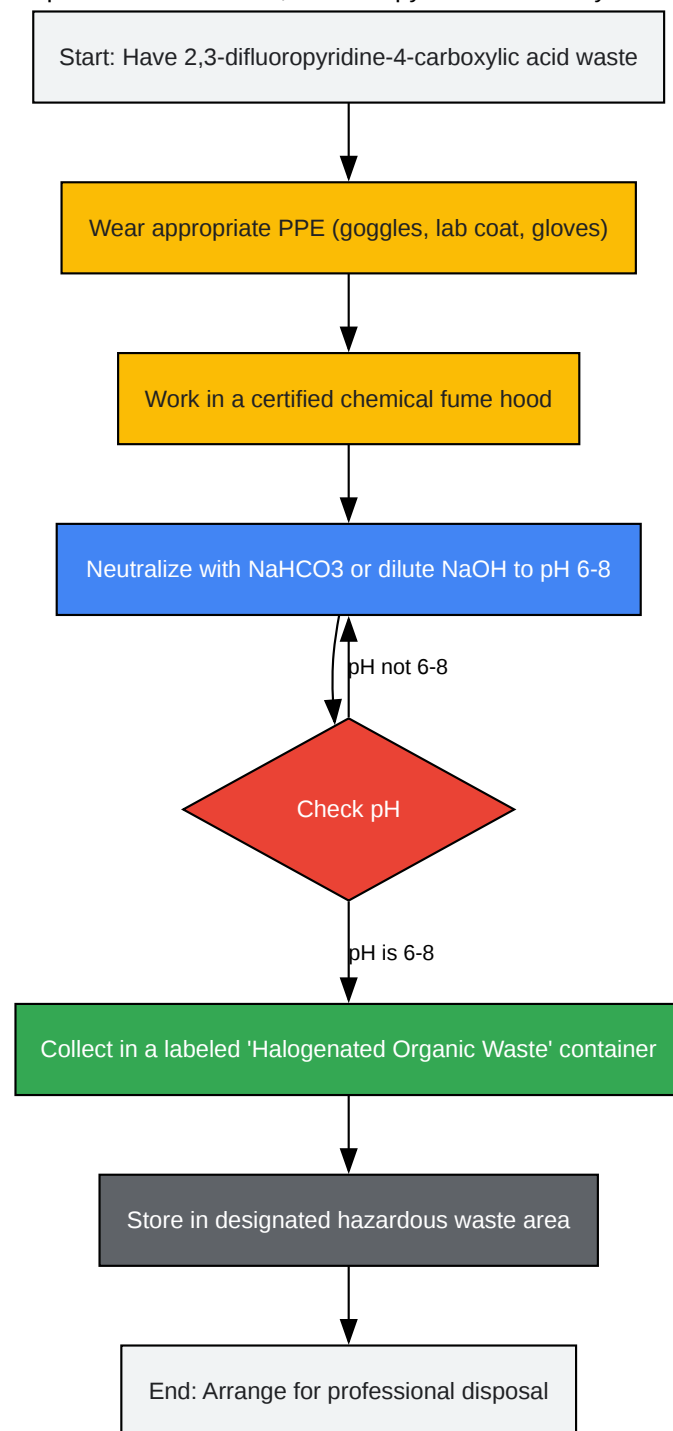 Start: Have 2,3-difluoropyridine-4-carboxylic acid waste
Wear appropriate PPE (goggles, lab coat, gloves)
Work in a certified chemical fume hood
Neutralize with NaHCO3 or dilute NaOH to pH 6-8
pH not 6-8
Check pH
pH is 6-8
Collect in a labeled 'Halogenated Organic Waste' container
Store in designated hazardous waste area
End: Arrange for professional disposal